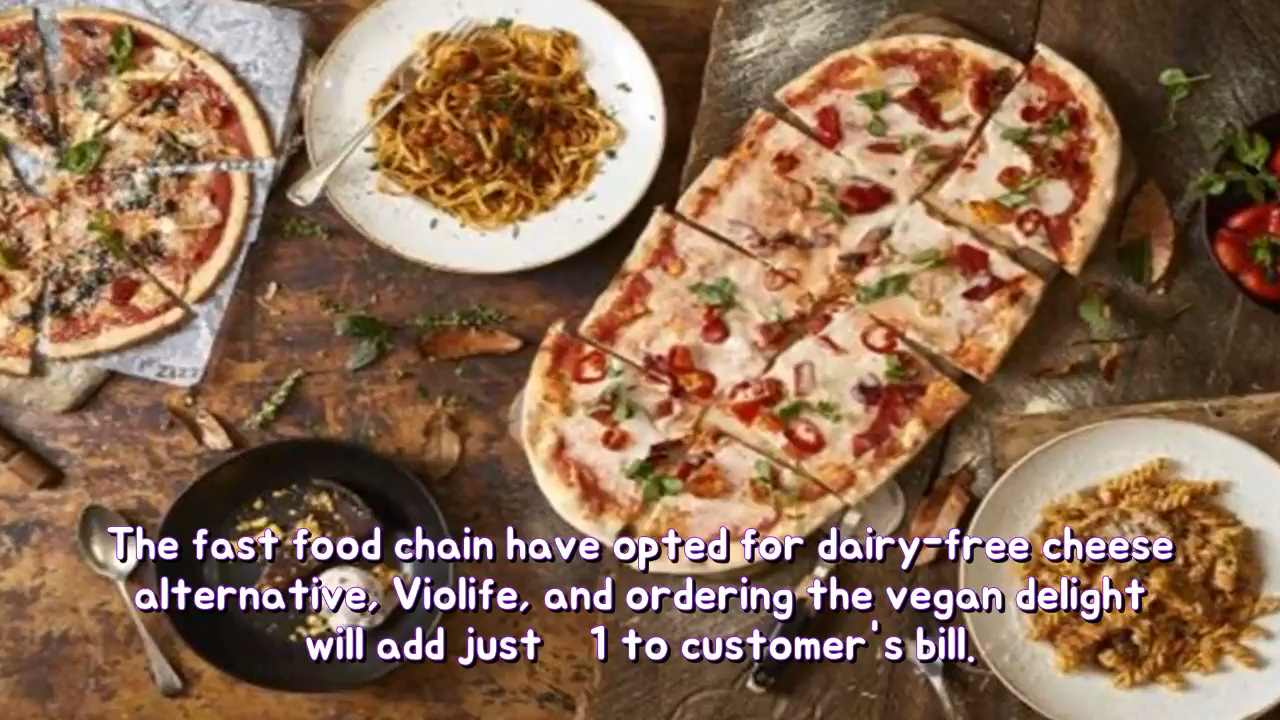 The fast food chain have opted for dairy-free cheese
alternative, Violife, and ordering the vegan delight
will add just 1 to customer's bill.